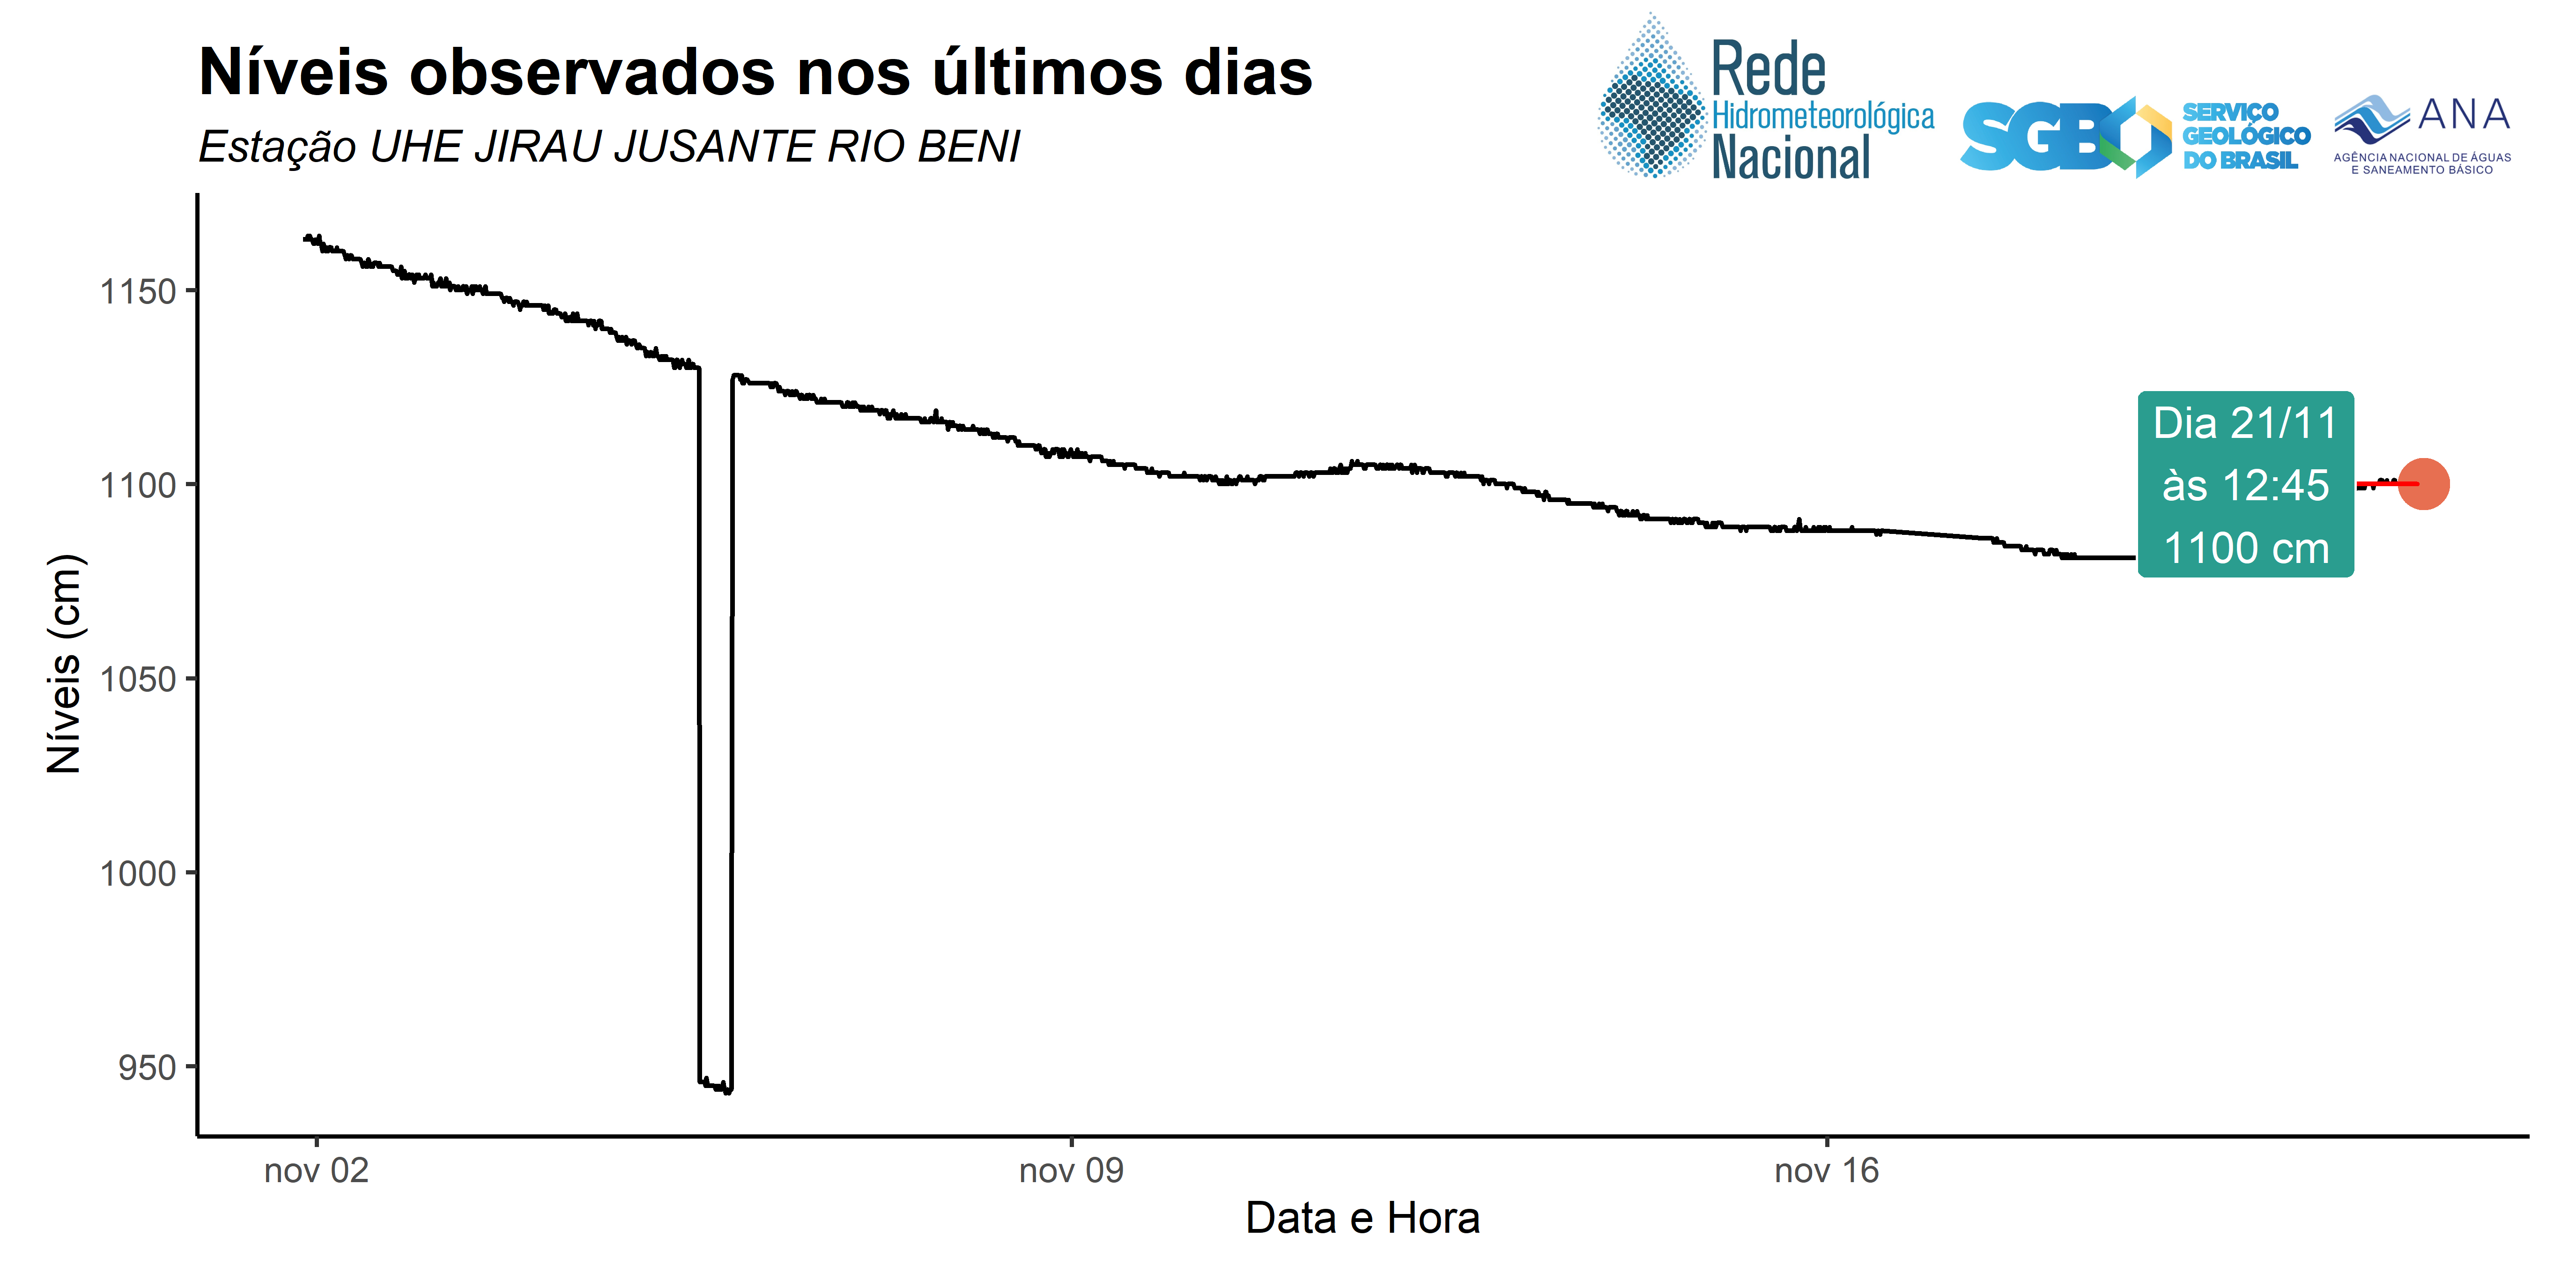 Níveis observados nos últimos dias
Estação UHE JIRAU JUSANTE RIO BENI
Rede
Hidrometeorológica
Nacional
SGB
SERVIÇO
GEOLÓGICO
DO BRASIL
ANA
AGÊNCIA NACIONAL DE ÁGUAS
E SANEAMENTO BÁSICO
Níveis (cm)
1150
1100
1050
1000
950
Dia 21/11
às 12:45
1100 cm
nov 02
nov 09
nov 16
Data e Hora